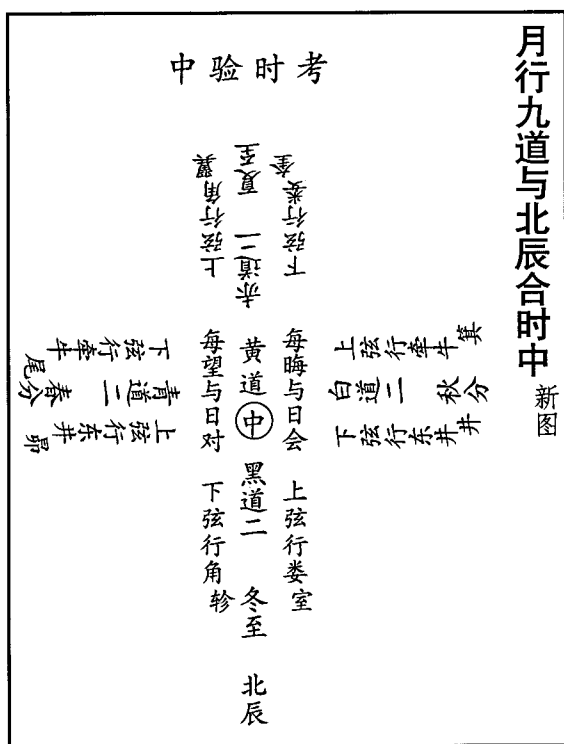 月行九道与北辰合时中
新图
中验时考
下弦行娄奎
赤道二 夏至
上弦行角翼
每晦与日会
黄道中
每望与日对
上弦行牵牛箕
白道二 秋分
下弦行东井井
下弦行牵牛尾
青道二 春分
上弦行东井昴
上弦行娄室
黑道二 冬至 北辰
下弦行角轸